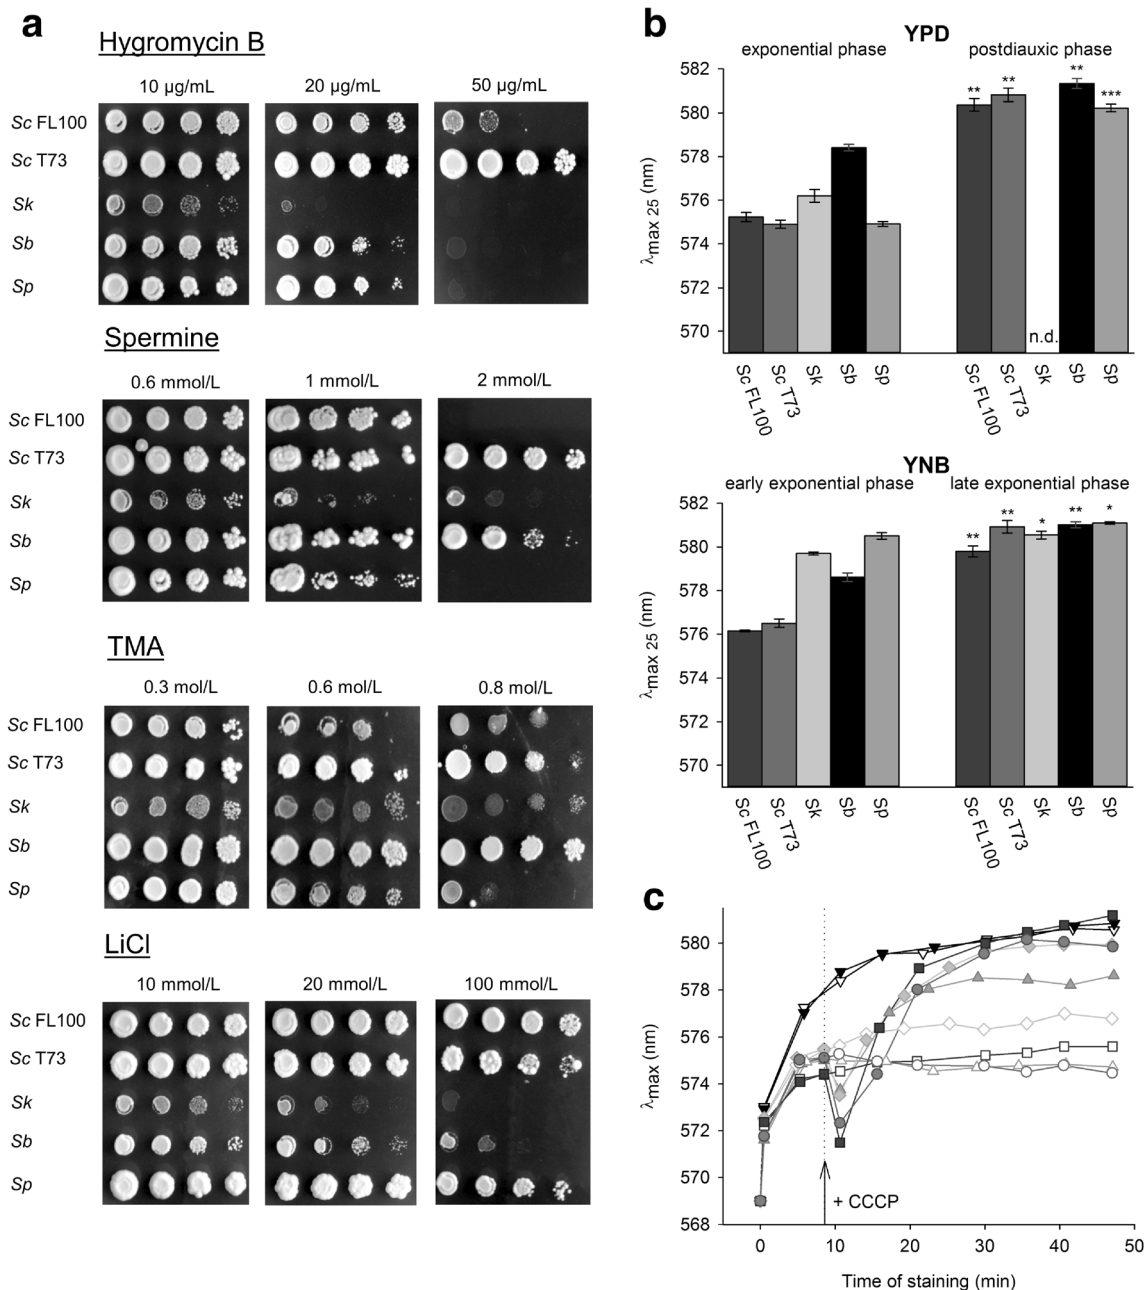 a
Hygromycin B
10 µg/mL 20 µg/mL 50 µg/mL
Sc FL100
Sc T73
Sk
Sb
Sp
Spermine
0.6 mmol/L 1 mmol/L 2 mmol/L
Sc FL100
Sc T73
Sk
Sb
Sp
TMA
0.3 mol/L 0.6 mol/L 0.8 mol/L
Sc FL100
Sc T73
Sk
Sb
Sp
LiCl
10 mmol/L 20 mmol/L 100 mmol/L
Sc FL100
Sc T73
Sk
Sb
Sp
b
YPD
exponential phase postdiauxic phase
λmax 25 (nm)
582
580
578
576
574
572
570
** ** ** ***
n.d.
Sc FL100 Sc T73 Sk Sb Sp Sc FL100 Sc T73 Sk Sb Sp
YNB
early exponential phase late exponential phase
λmax 25 (nm)
582
580
578
576
574
572
570
** ** * ** *
Sc FL100 Sc T73 Sk Sb Sp Sc FL100 Sc T73 Sk Sb Sp
c
λmax (nm)
580
578
576
574
572
570
568
+ CCCP
0 10 20 30 40 50
Time of staining (min)